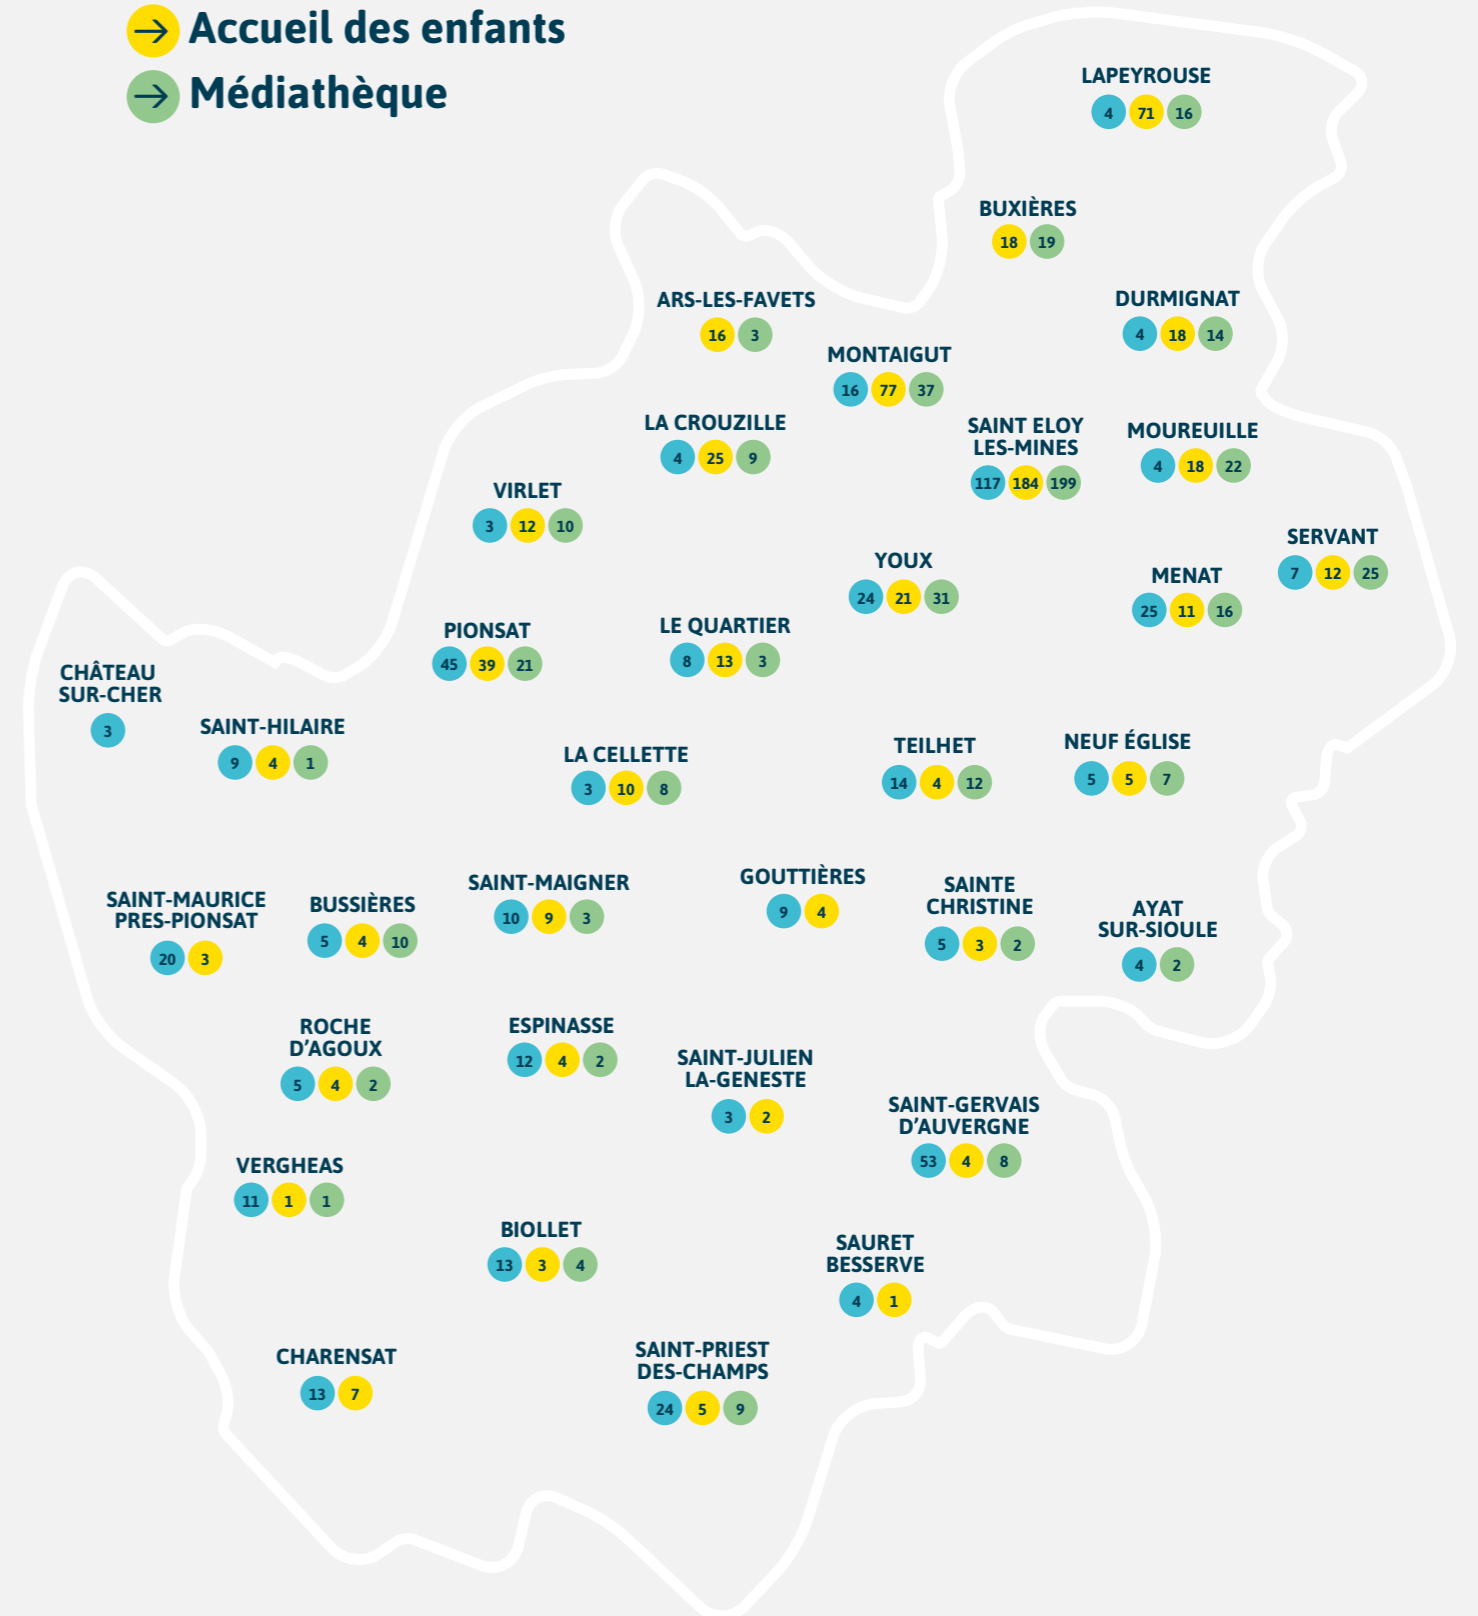 → Accueil des enfants
→ Médiathèque
LAPEYROUSE
4 71 16
BUXIÈRES
18 19
ARS-LES-FAVETS
16 3
DURMIGNAT
4 18 14
MONTAIGUT
16 77 37
LA CROUZILLE
4 25 9
SAINT ELOY
LES-MINES
117 184 199
MOUREUILLE
4 18 22
VIRLET
3 12 10
SERVANT
7 12 25
YOUX
24 21 31
MENAT
25 11 16
PIONSAT
45 39 21
LE QUARTIER
8 13 3
CHÂTEAU
SUR-CHER
3
SAINT-HILAIRE
9 4 1
LA CELLETTE
3 10 8
TEILHET
14 4 12
NEUF ÉGLISE
5 5 7
SAINT-MAURICE
PRES-PIONSAT
20 3
BUSSIÈRES
5 4 10
SAINT-MAIGNER
10 9 3
GOUTTIÈRES
9 4
SAINTE
CHRISTINE
5 3 2
AYAT
SUR-SIOULE
4 2
ROCHE
D’AGOUX
5 4 2
ESPINASSE
12 4 2
SAINT-JULIEN
LA-GENESTE
3 2
SAINT-GERVAIS
D’AUVERGNE
53 4 8
VERGHEAS
11 1 1
BIOLLET
13 3 4
SAURET
BESSERVE
4 1
CHARENSAT
13 7
SAINT-PRIEST
DES-CHAMPS
24 5 9